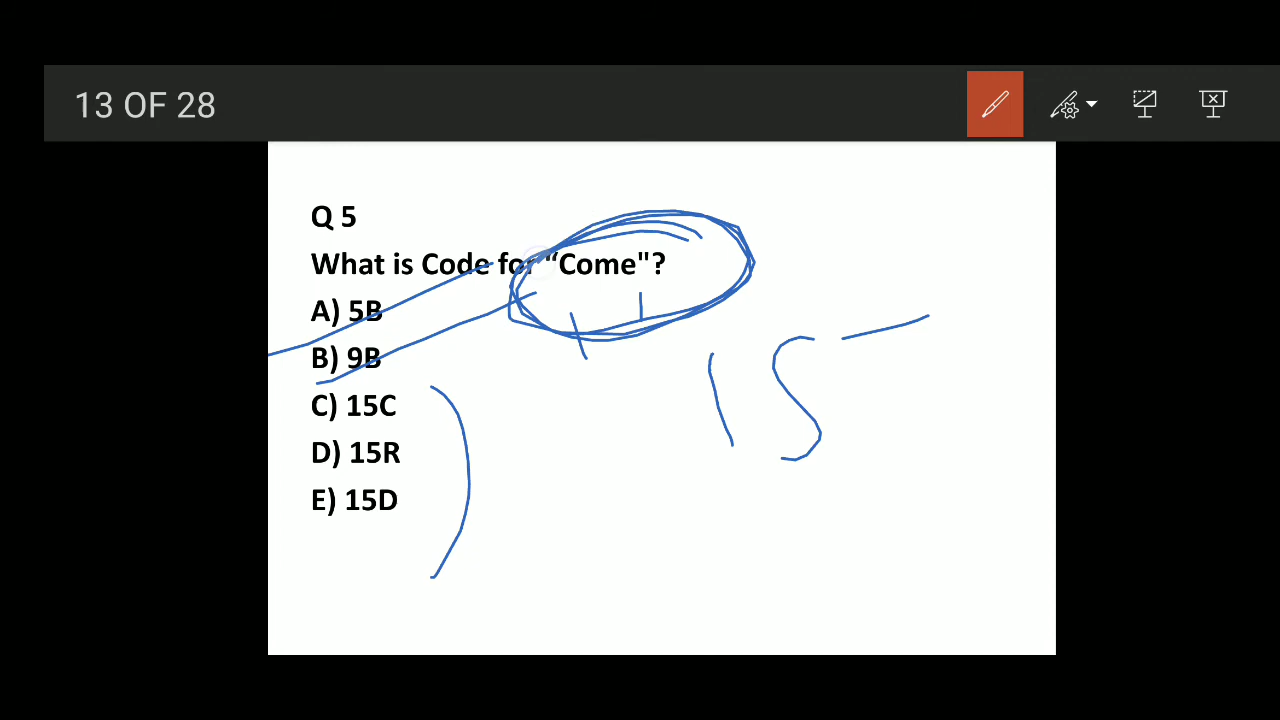 13 OF 28
Q 5
What is Code for “Come"?
A) 5B
B) 9B
C) 15C
D) 15R
E) 15D
15